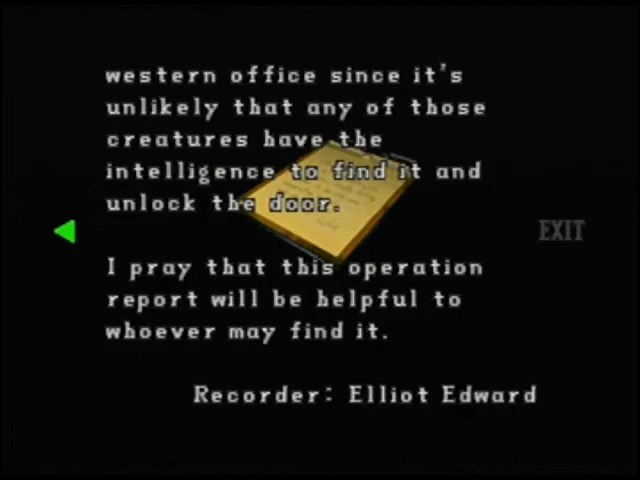 western office since it's
unlikely that any of those
creatures have the
intelligence to find it and
unlock the door.
EXIT
I pray that this operation
report will be helpful to
whoever may find it.
Recorder: Elliot Edward